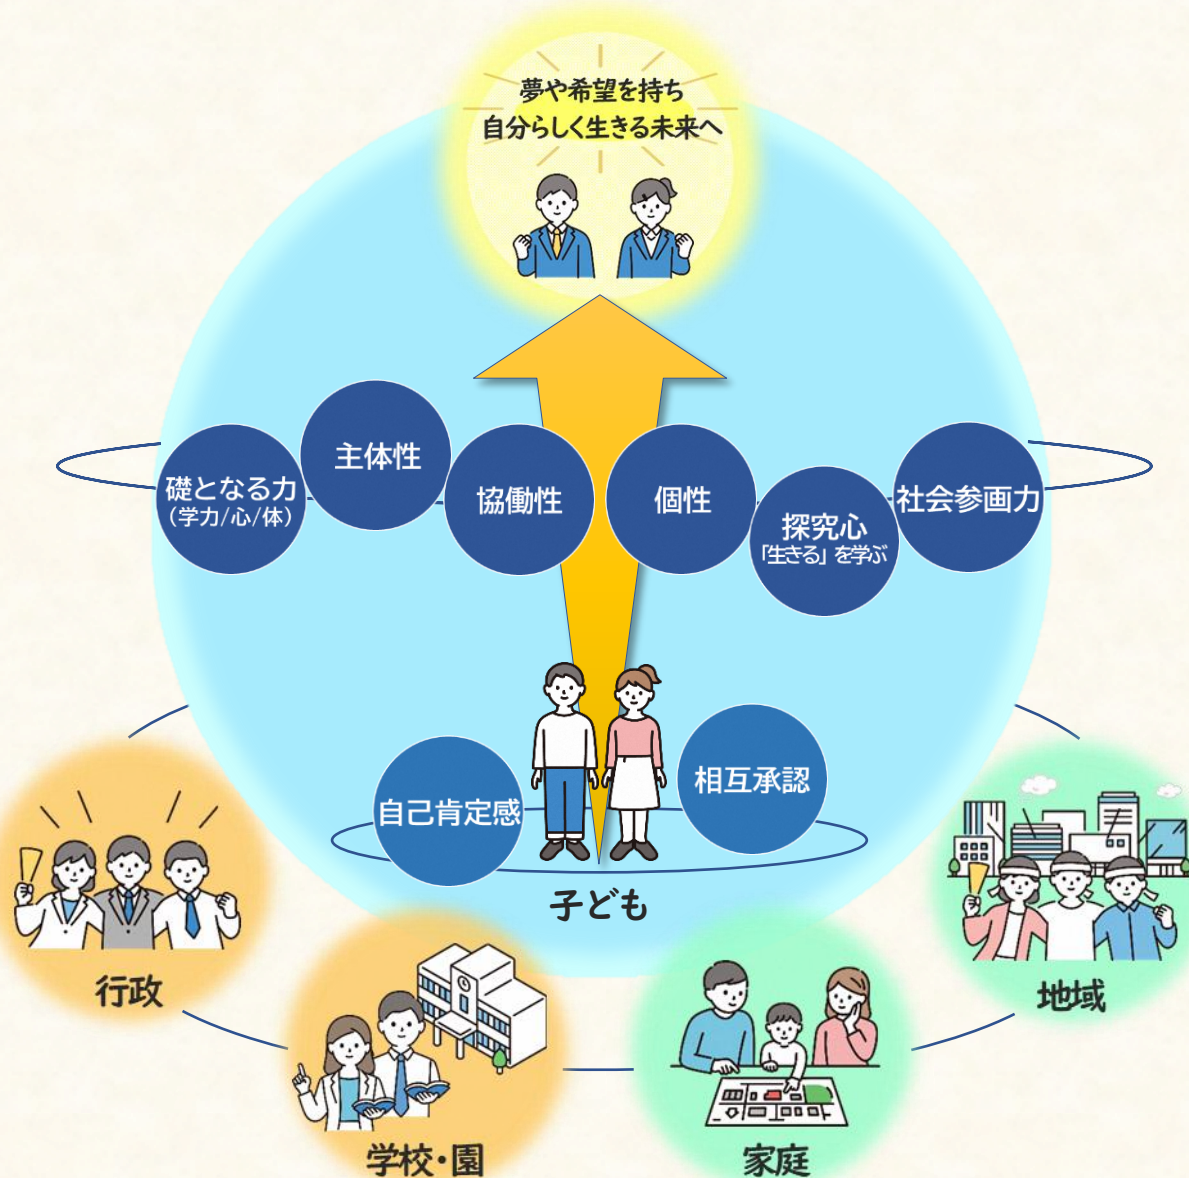 夢や希望を持ち
自分らしく生きる未来へ
礎となる力
（学力/心/体）
主体性
協働性
個性
探究心
「生きる」を学ぶ
社会参画力
自己肯定感
相互承認
子ども
行政
学校・園
家庭
地域